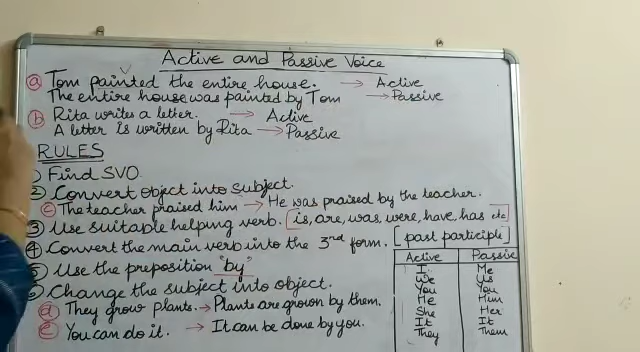 Active and Passive Voice
ⓐ Tom painted the entire house. → Active
The entire house was painted by Tom → Passive
ⓑ Rita writes a letter. → Active
A letter is written by Rita → Passive
RULES
① Find SVO.
② Convert object into subject.
ⓒ The teacher praised him → He was praised by the teacher.
③ Use suitable helping verb. [is, are, was, were, have, has etc]
④ Convert the main verb into the 3rd form. [past participle]
⑤ Use the preposition "by"
⑥ Change the subject into object.
ⓓ They grow plants. → Plants are grown by them.
ⓔ You can do it. → It can be done by you.
Active Passive
I Me
We Us
You You
He Him
She Her
It It
They Them